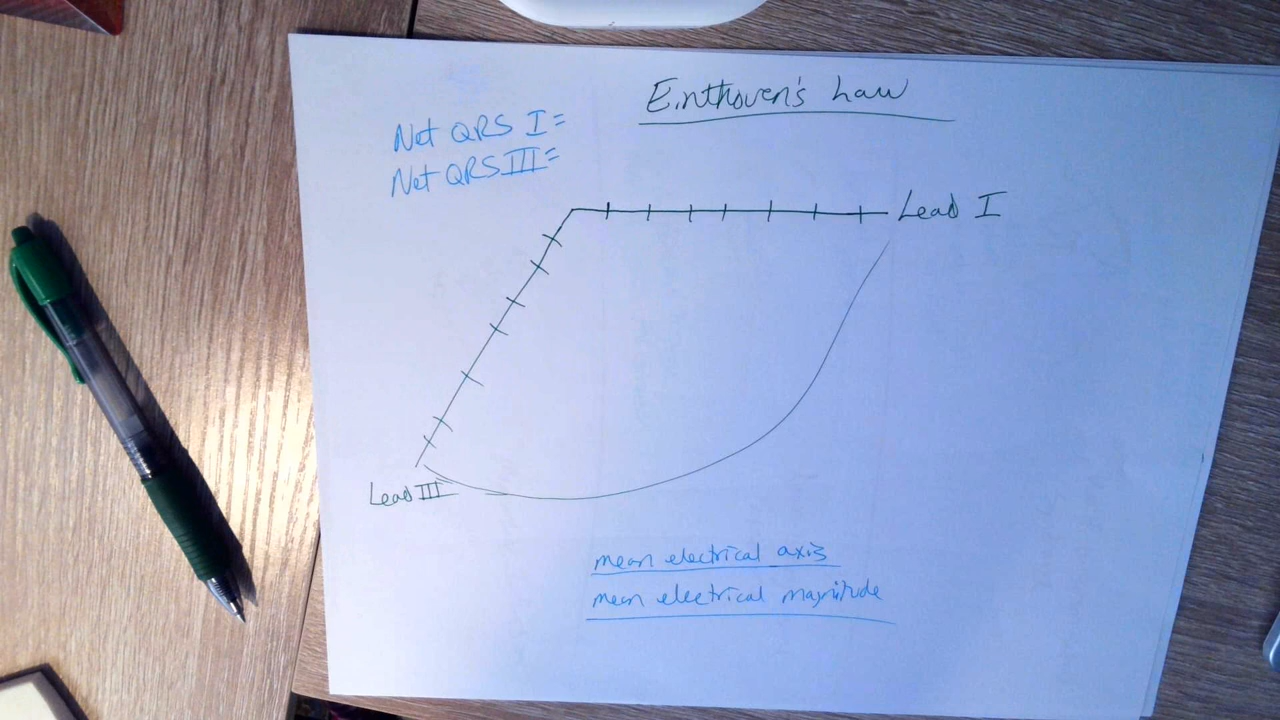 Einthoven's Law
Net QRS I =
Net QRS III =
Lead I
Lead III
mean electrical axis
mean electrical magnitude